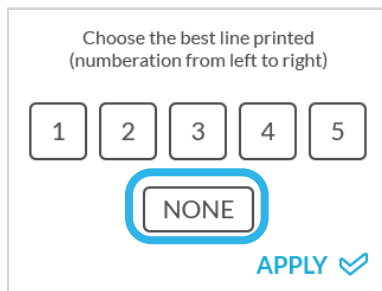 Choose the best line printed
(numberation from left to right)
1 2 3 4 5
NONE
APPLY